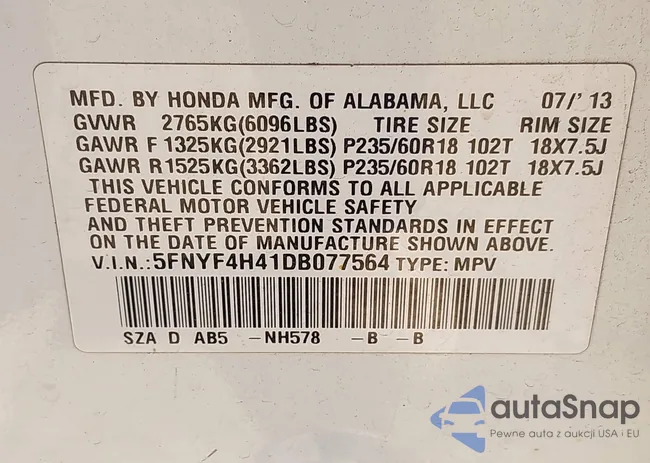 MFD. BY HONDA MFG. OF ALABAMA, LLC 07/' 13
GVWR 2765KG(6096LBS) TIRE SIZE RIM SIZE
GAWR F 1325KG(2921LBS) P235/60R18 102T 18X7.5J
GAWR R1525KG(3362LBS) P235/60R18 102T 18X7.5J
THIS VEHICLE CONFORMS TO ALL APPLICABLE
FEDERAL MOTOR VEHICLE SAFETY
AND THEFT PREVENTION STANDARDS IN EFFECT
ON THE DATE OF MANUFACTURE SHOWN ABOVE.
V.I.N.:5FNYF4H41DB077564 TYPE: MPV
SZA D AB5 -NH578 -B -B
autaSnap
Pewne auta z aukcji USA i EU